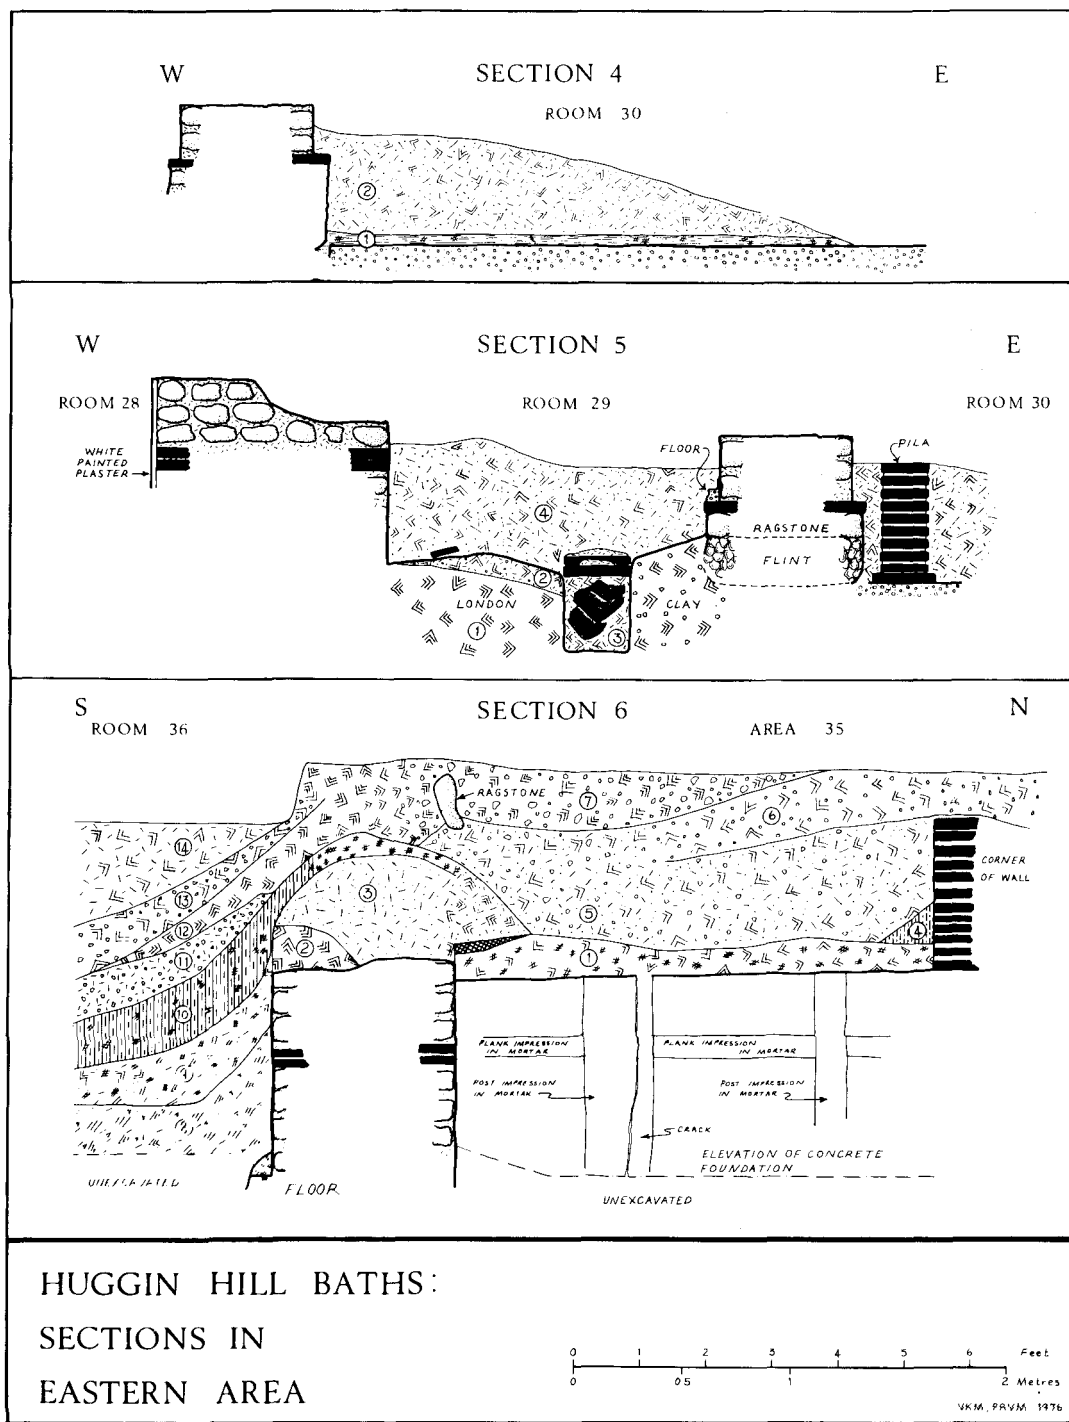 W SECTION 4 E
ROOM 30
2
1
W SECTION 5 E
ROOM 28 ROOM 29 ROOM 30
WHITE
PAINTED
PLASTER
FLOOR
PILA
4
RAGSTONE
FLINT
2
LONDON CLAY
1
3
S SECTION 6 N
ROOM 36 AREA 35
RAGSTONE
7
6
14
CORNER
OF WALL
3
13
5
12
4
2
11
1
10
PLANK IMPRESSION
IN MORTAR
PLANK IMPRESSION
IN MORTAR
POST IMPRESSION
IN MORTAR
POST IMPRESSION
IN MORTAR
CRACK
ELEVATION OF CONCRETE
FOUNDATION
UNEXCAVATED
FLOOR
UNEXCAVATED
HUGGIN HILL BATHS:
SECTIONS IN
EASTERN AREA
0 1 2 3 4 5 6 Feet
0 0.5 1 2 Metres
VKM, PRVM 1976